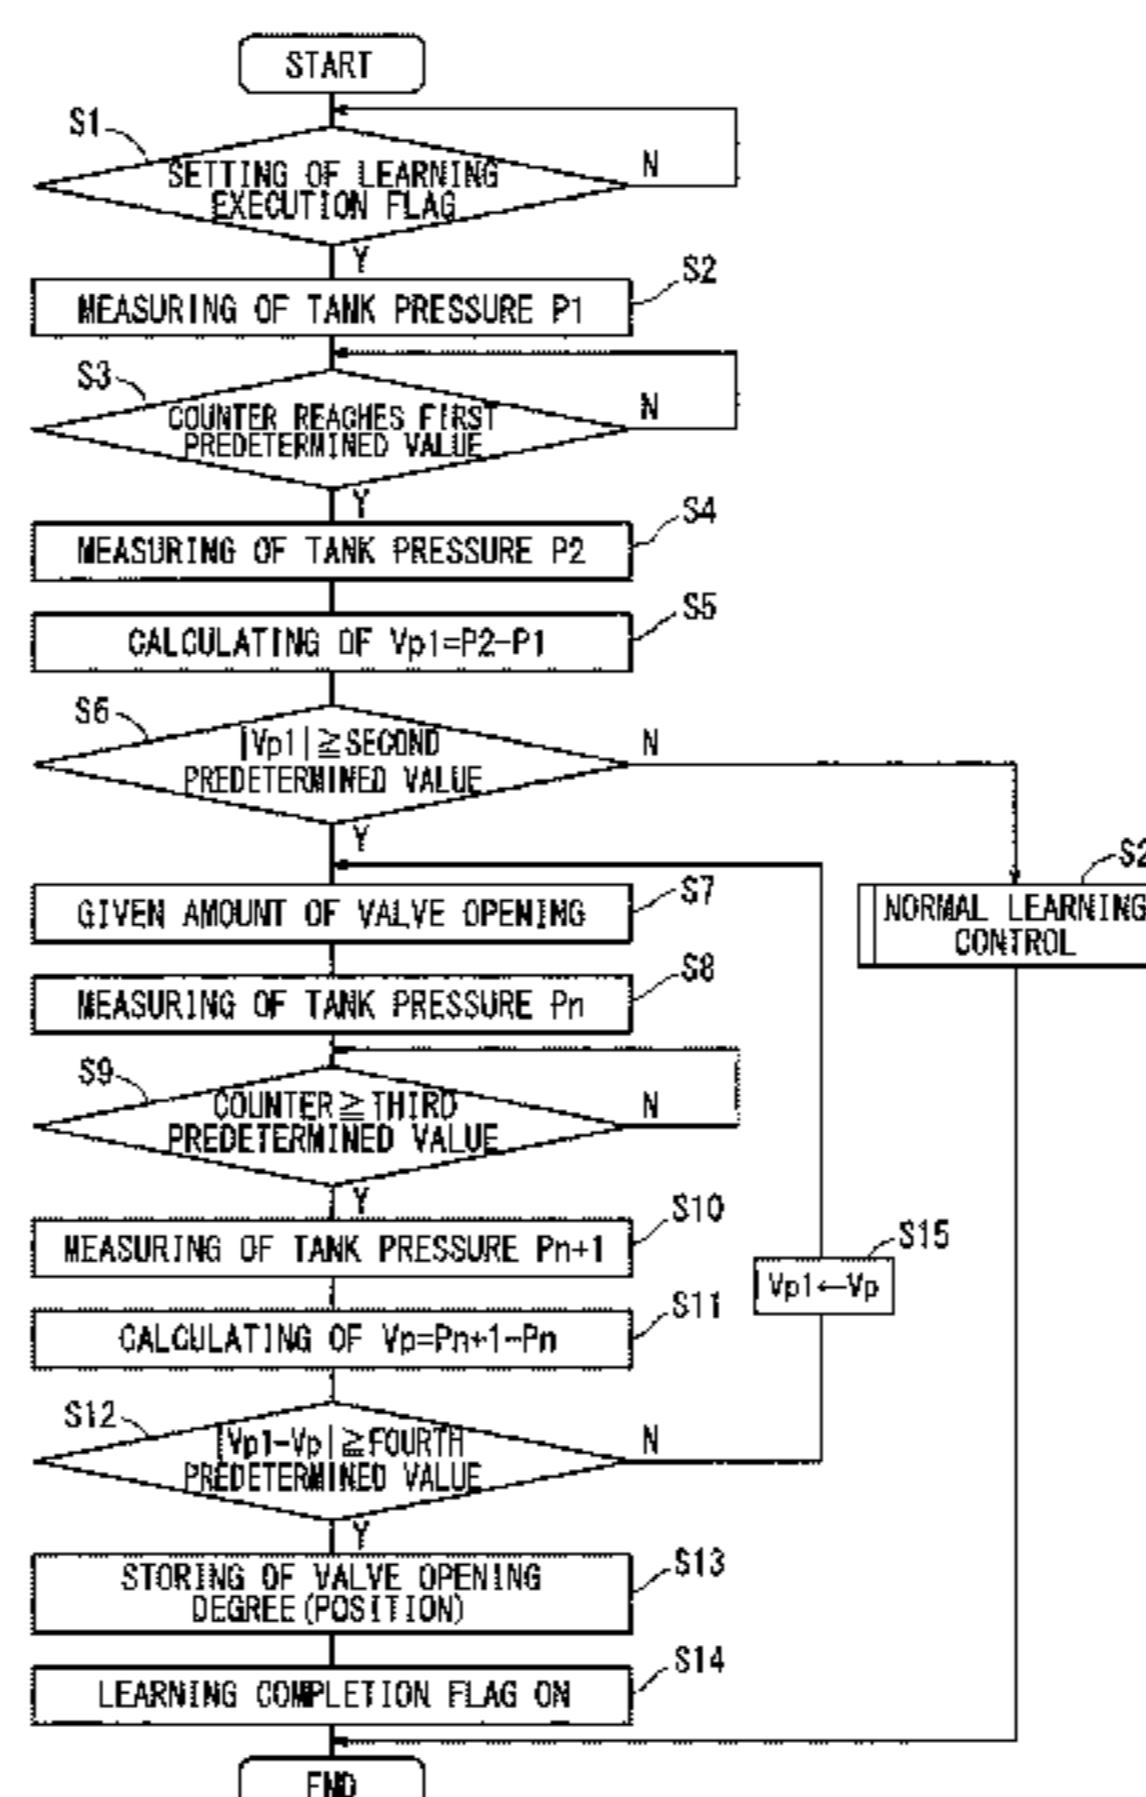 START
S1
SETTING OF LEARNING
EXECUTION FLAG
N
Y
S2
MEASURING OF TANK PRESSURE P1
S3
COUNTER REACHES FIRST
PREDETERMINED VALUE
N
Y
S4
MEASURING OF TANK PRESSURE P2
S5
CALCULATING OF Vp1=P2-P1
S6
|Vp1|≧SECOND
PREDETERMINED VALUE
N
Y
S7
GIVEN AMOUNT OF VALVE OPENING
S2
NORMAL LEARNING
CONTROL
S8
MEASURING OF TANK PRESSURE Pn
S9
COUNTER≧THIRD
PREDETERMINED VALUE
N
Y
S10
MEASURING OF TANK PRESSURE Pn+1
S15
Vp1←Vp
S11
CALCULATING OF Vp=Pn+1-Pn
S12
|Vp1-Vp|≧FOURTH
PREDETERMINED VALUE
N
Y
S13
STORING OF VALVE OPENING
DEGREE(POSITION)
S14
LEARNING COMPLETION FLAG ON
END